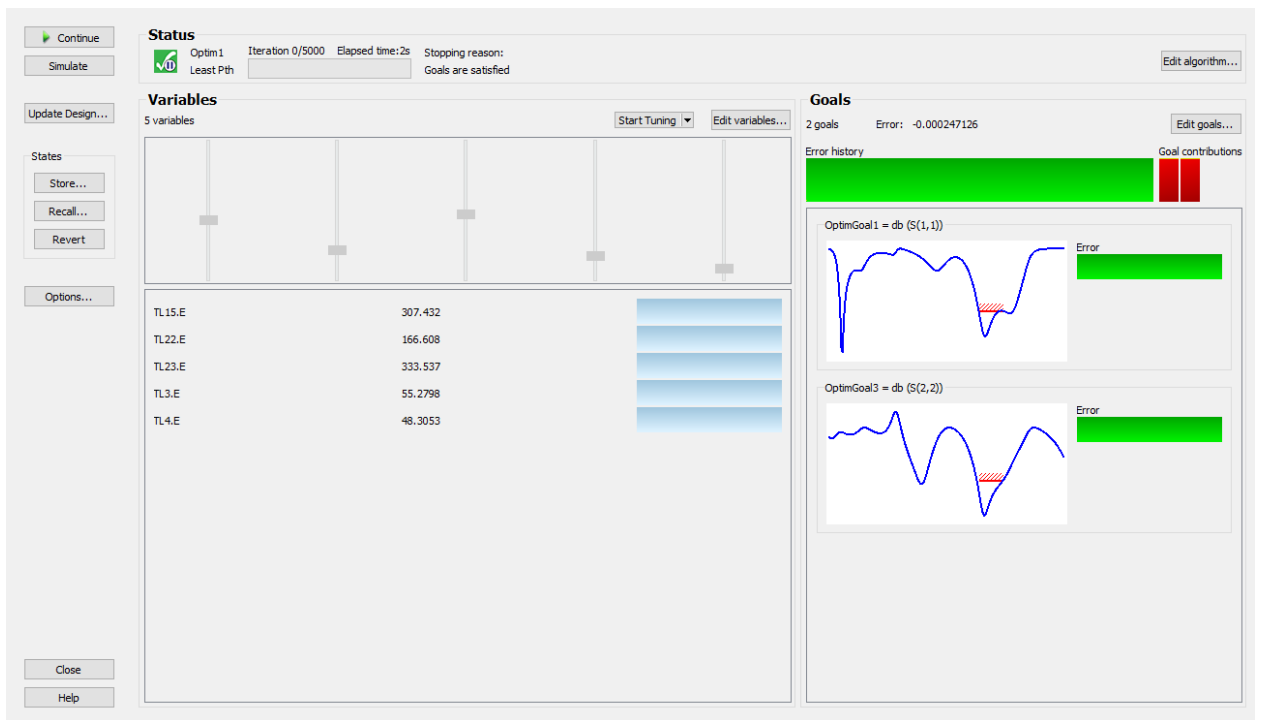 Continue
Simulate
Update Design...
States
Store...
Recall...
Revert
Options...
Close
Help
Status
Optim1 Iteration 0/5000 Elapsed time:2s Stopping reason:
Least Pth Goals are satisfied
Edit algorithm...
Variables
5 variables Start Tuning Edit variables...
TL15.E 307.432
TL22.E 166.608
TL23.E 333.537
TL3.E 55.2798
TL4.E 48.3053
Goals
2 goals Error: -0.000247126 Edit goals...
Error history Goal contributions
OptimGoal1 = db (S(1,1))
Error
OptimGoal3 = db (S(2,2))
Error